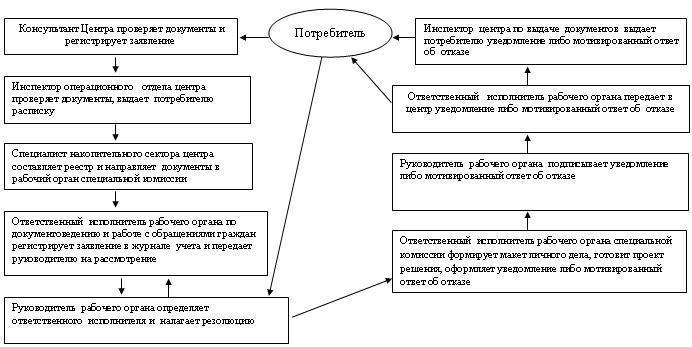 Потребитель
Консультант Центра проверяет документы и
регистрирует заявление
Инспектор операционного отдела центра
проверяет документы, выдает потребителю
расписку
Специалист накопительного сектора центра
составляет реестр и направляет документы в
рабочий орган специальной комиссии
Ответственный исполнитель рабочего органа по
документоведению и работе с обращениями граждан
регистрирует заявление в журнале учета и передает
руководителю на рассмотрение
Руководитель рабочего органа определяет
ответственного исполнителя и налагает резолюцию
Ответственный исполнитель рабочего органа специальной
комиссии формирует макет личного дела, готовит проект
решения, оформляет уведомление либо мотивированный
ответ об отказе
Руководитель рабочего органа подписывает уведомление
либо мотивированный ответ об отказе
Ответственный исполнитель рабочего органа передает в
центр уведомление либо мотивированный ответ об отказе
Инспектор центра по выдаче документов выдает
потребителю уведомление либо мотивированный ответ
об отказе